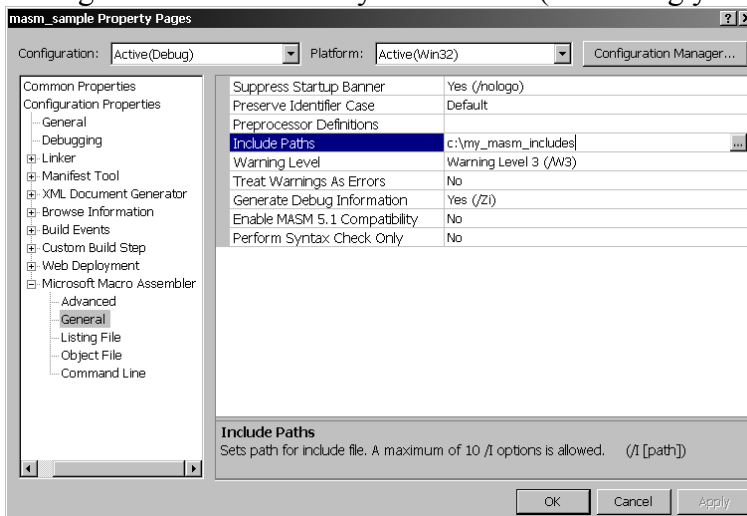 masm_sample Property Pages
Configuration: Active(Debug) Platform: Active(Win32) Configuration Manager...
Common Properties
Configuration Properties
General
Debugging
Linker
Manifest Tool
XML Document Generator
Browse Information
Build Events
Custom Build Step
Web Deployment
Microsoft Macro Assembler
Advanced
General
Listing File
Object File
Command Line
Suppress Startup Banner Yes (/nologo)
Preserve Identifier Case Default
Preprocessor Definitions
Include Paths c:\my_masm_includes ...
Warning Level Warning Level 3 (/W3)
Treat Warnings As Errors No
Generate Debug Information Yes (/Zi)
Enable MASM 5.1 Compatibility No
Perform Syntax Check Only No
Include Paths
Sets path for include file. A maximum of 10 /I options is allowed. (/I [path])
OK Cancel Apply